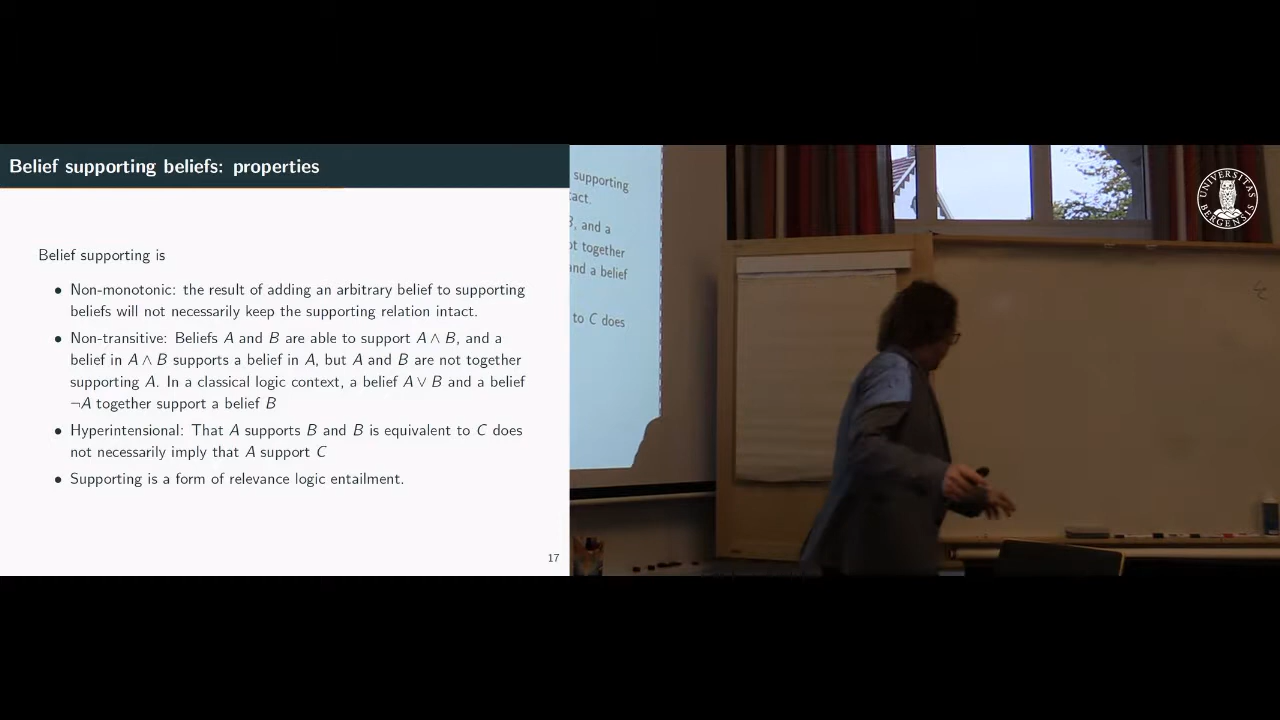 Belief supporting beliefs: properties
Belief supporting is
• Non-monotonic: the result of adding an arbitrary belief to supporting
beliefs will not necessarily keep the supporting relation intact.
• Non-transitive: Beliefs A and B are able to support A ∧ B, and a
belief in A ∧ B supports a belief in A, but A and B are not together
supporting A. In a classical logic context, a belief A ∨ B and a belief
¬A together support a belief B
• Hyperintensional: That A supports B and B is equivalent to C does
not necessarily imply that A support C
• Supporting is a form of relevance logic entailment.
17
supporting
tact.
B, and a
ot together
and a belief
to C does
UNIVERSITAS
BERGENSIS